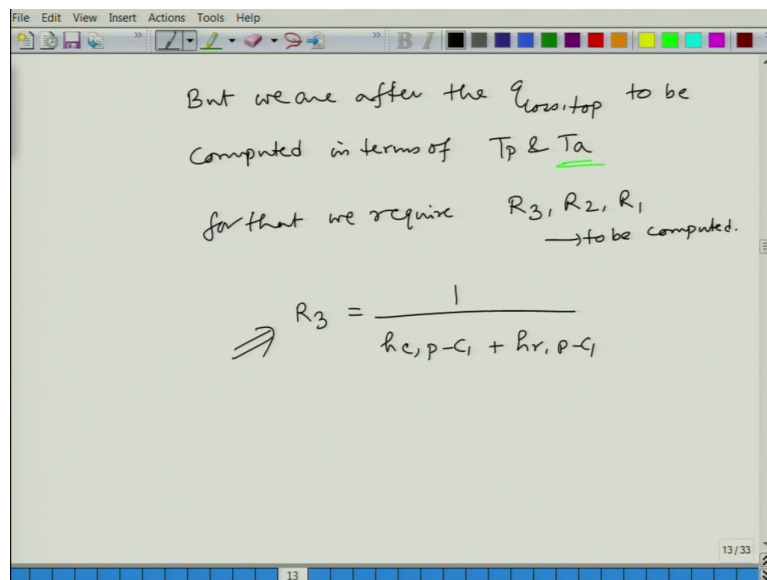 File Edit View Insert Actions Tools Help
But we are after the q loss, top to be
computed in terms of Tp & Ta
for that we require R3, R2, R1
→ to be computed.
⇒ R3 = 1 / (hc, p-c1 + hr, p-c1)
13 / 33
13